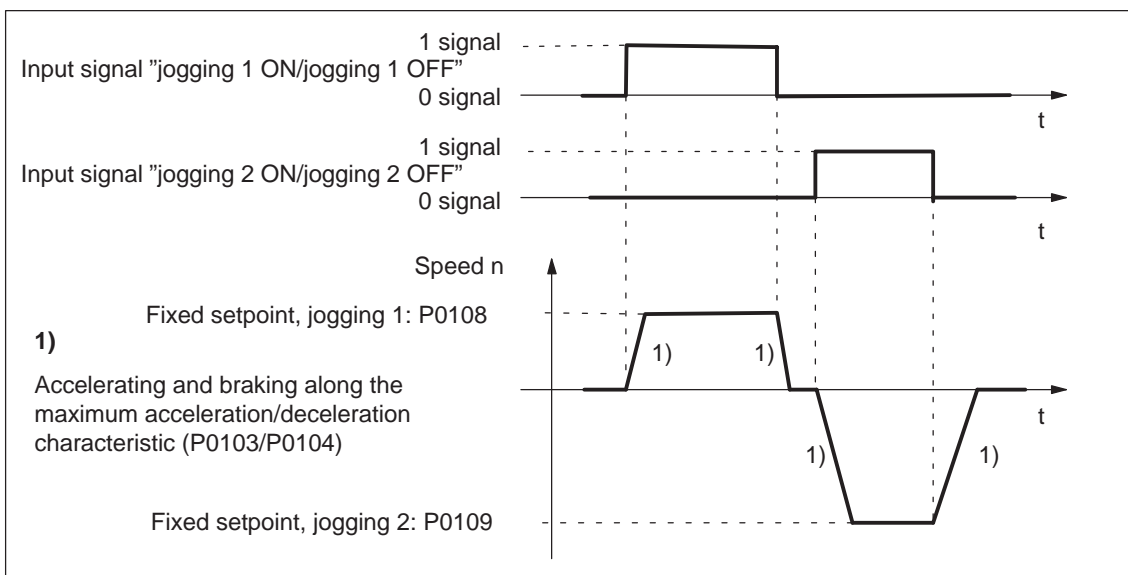 1 signal
Input signal "jogging 1 ON/jogging 1 OFF"
0 signal
t
1 signal
Input signal "jogging 2 ON/jogging 2 OFF"
0 signal
t
Speed n
Fixed setpoint, jogging 1: P0108
1)
1)
1)
Accelerating and braking along the
maximum acceleration/deceleration
characteristic (P0103/P0104)
t
1)
1)
Fixed setpoint, jogging 2: P0109